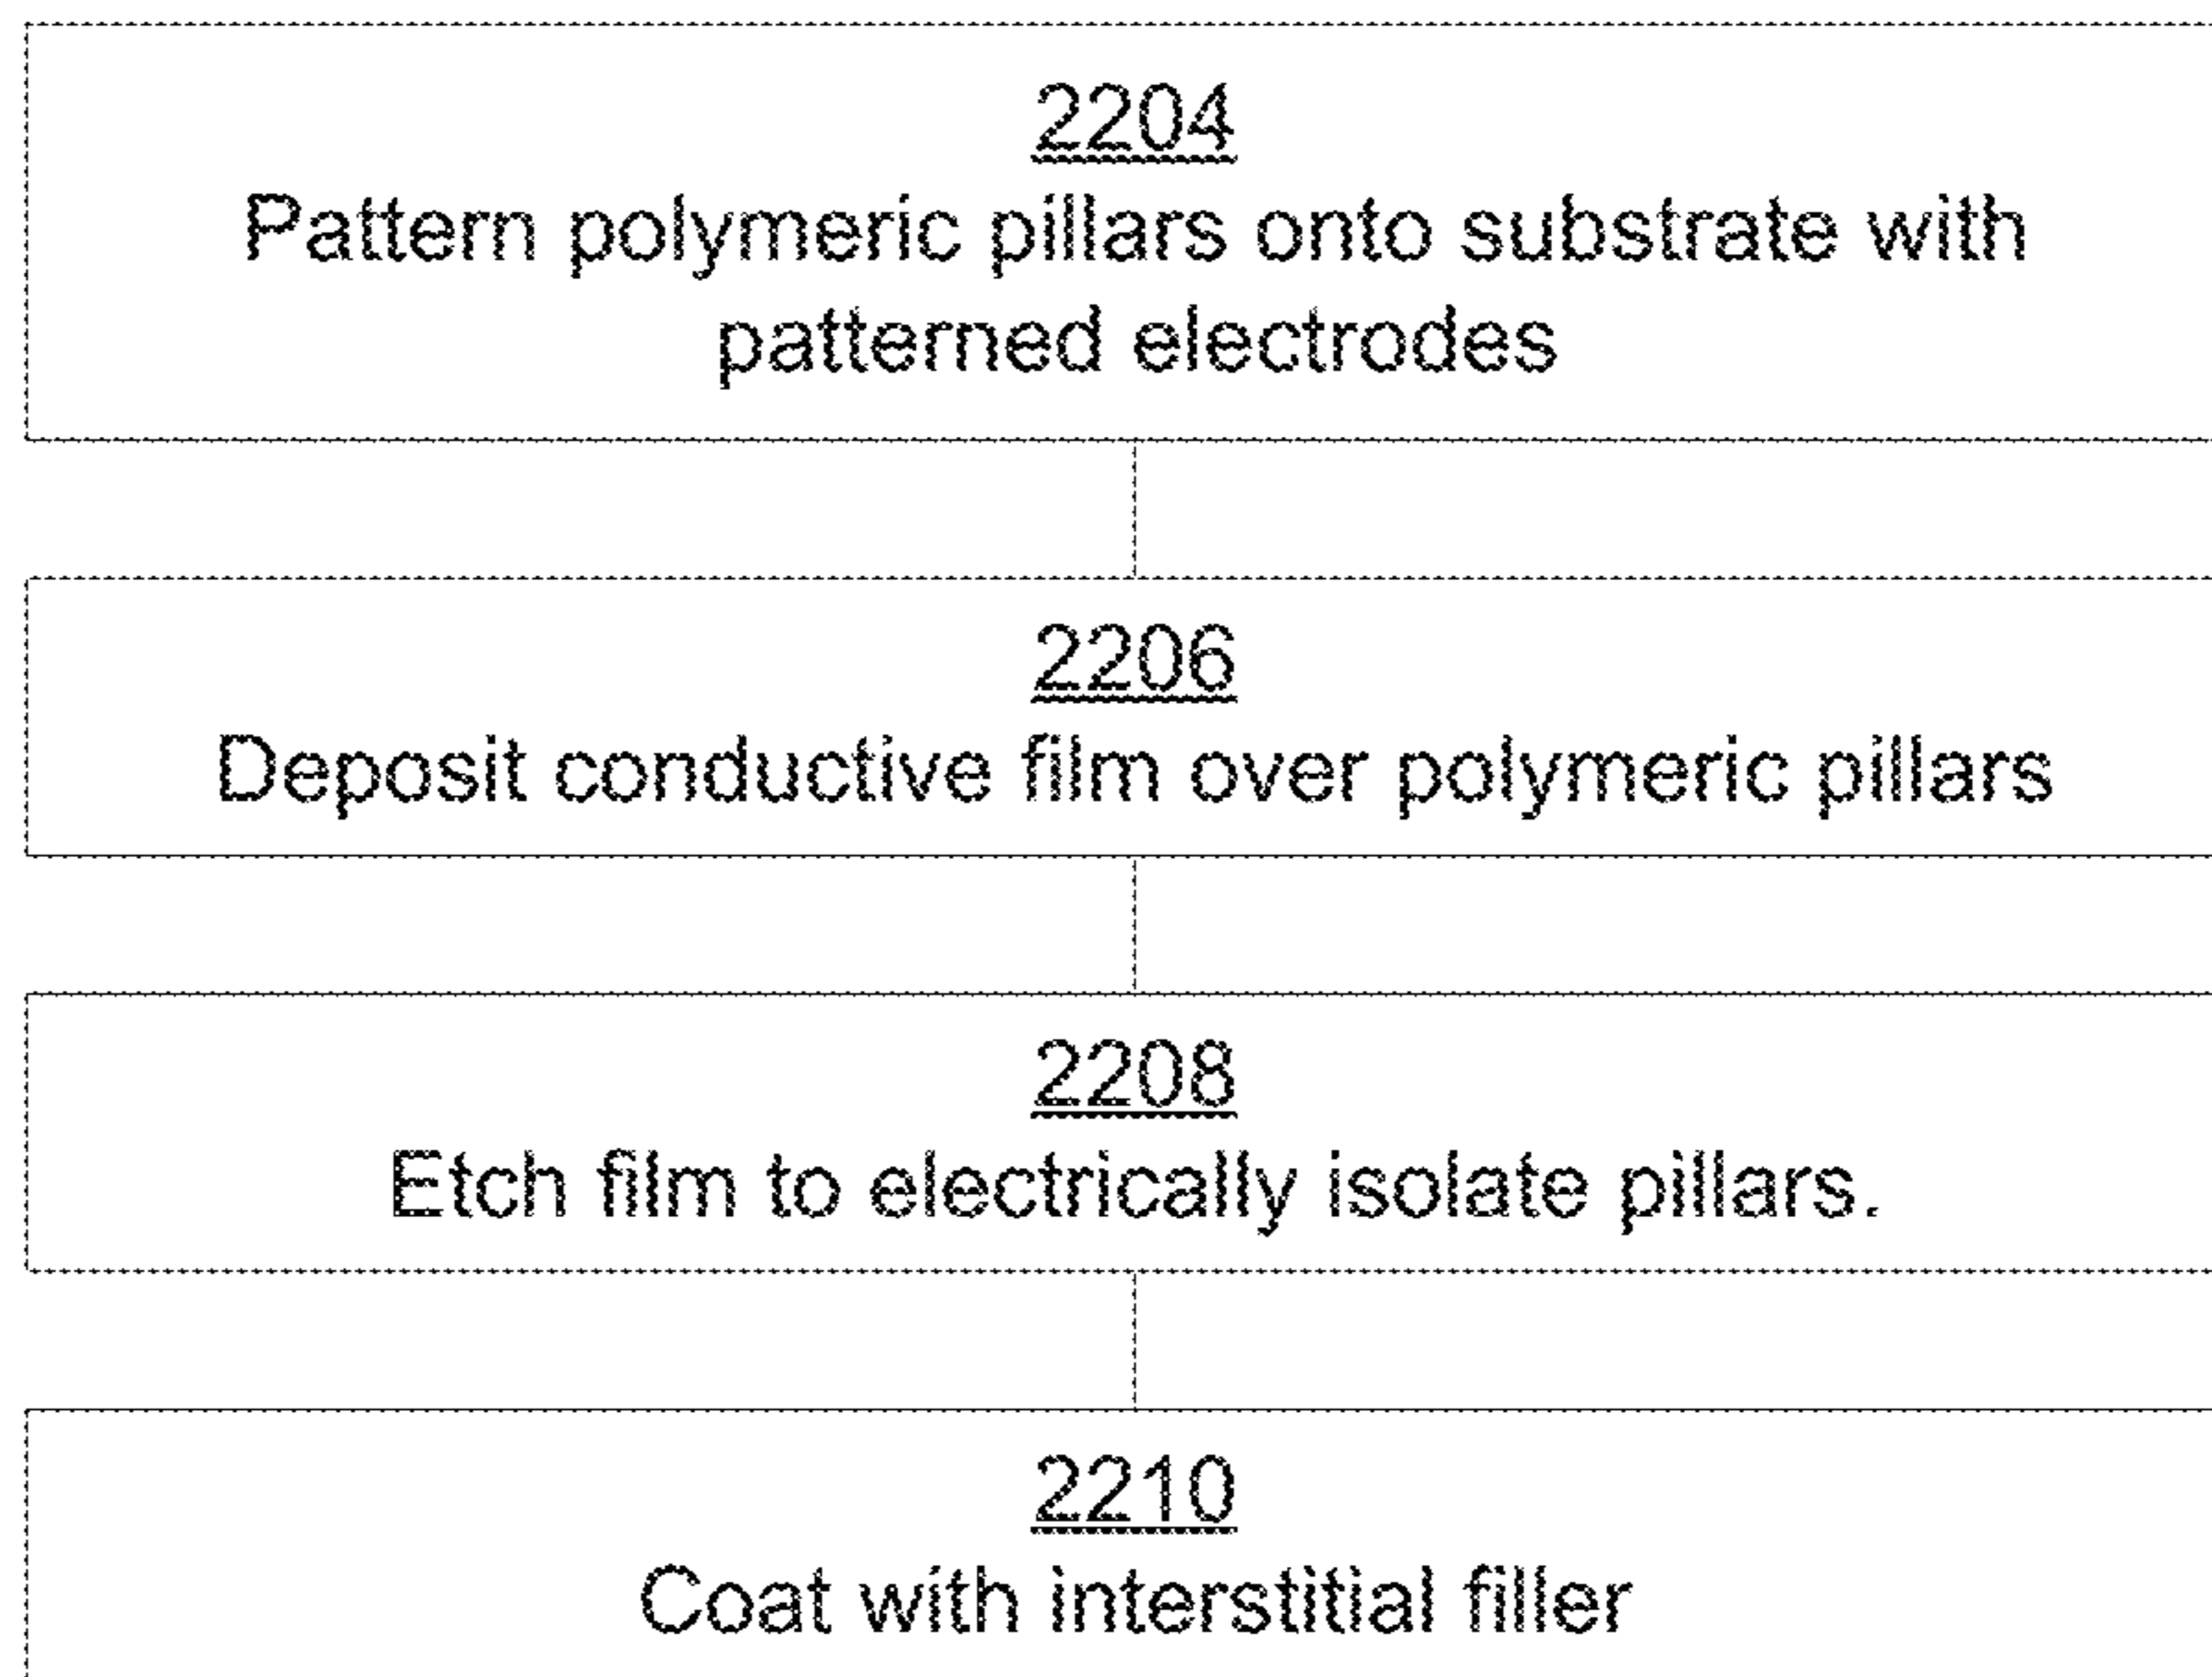 2204
Pattern polymeric pillars onto substrate with
patterned electrodes
2206
Deposit conductive film over polymeric pillars
2208
Etch film to electrically isolate pillars.
2210
Coat with interstitial filler